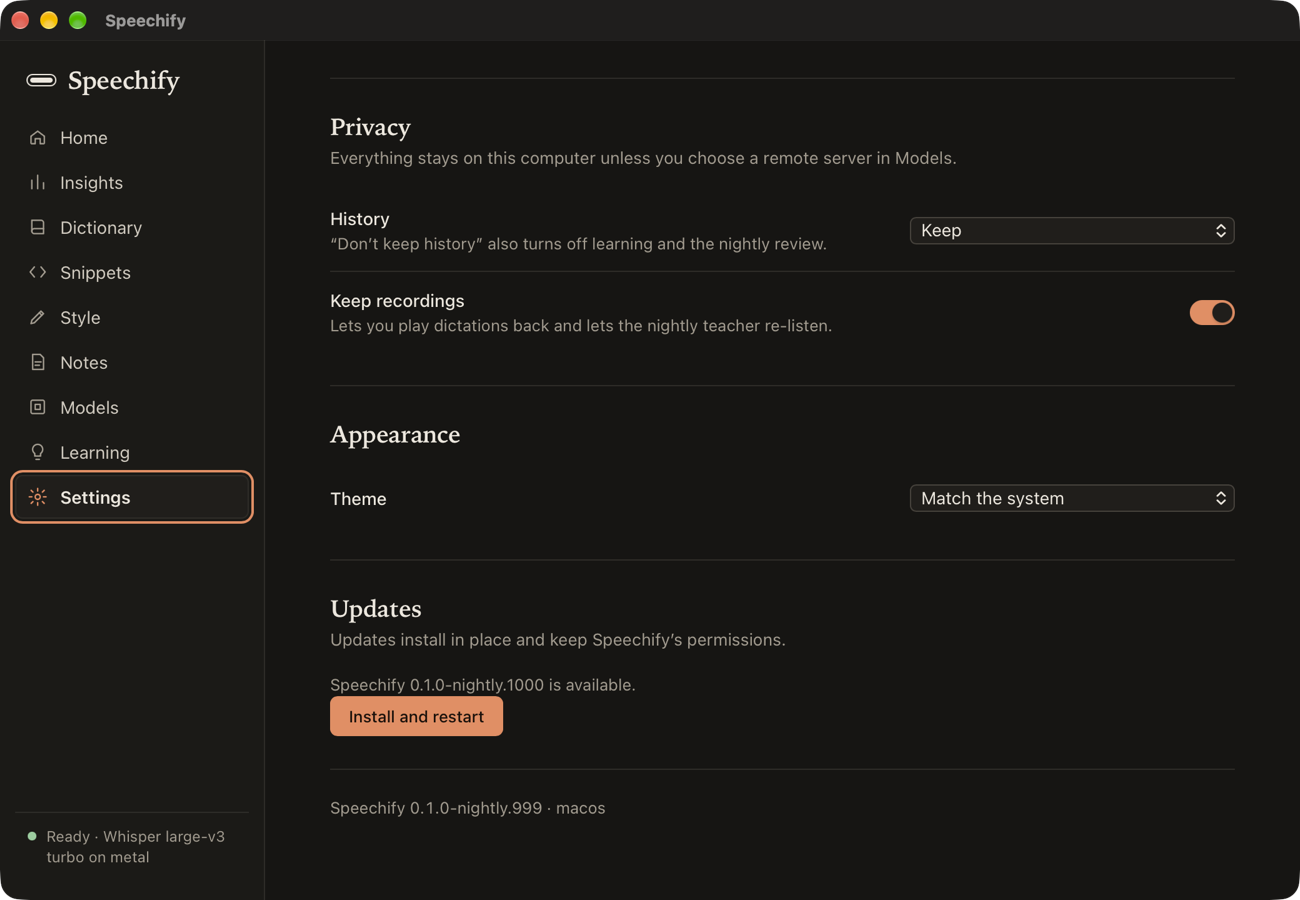 Speechify
Speechify
Home
Insights
Dictionary
Snippets
Style
Notes
Models
Learning
Settings
Ready · Whisper large-v3
turbo on metal
Privacy
Everything stays on this computer unless you choose a remote server in Models.
History
“Don’t keep history” also turns off learning and the nightly review.
Keep
Keep recordings
Lets you play dictations back and lets the nightly teacher re-listen.
Appearance
Theme
Match the system
Updates
Updates install in place and keep Speechify’s permissions.
Speechify 0.1.0-nightly.1000 is available.
Install and restart
Speechify 0.1.0-nightly.999 · macos